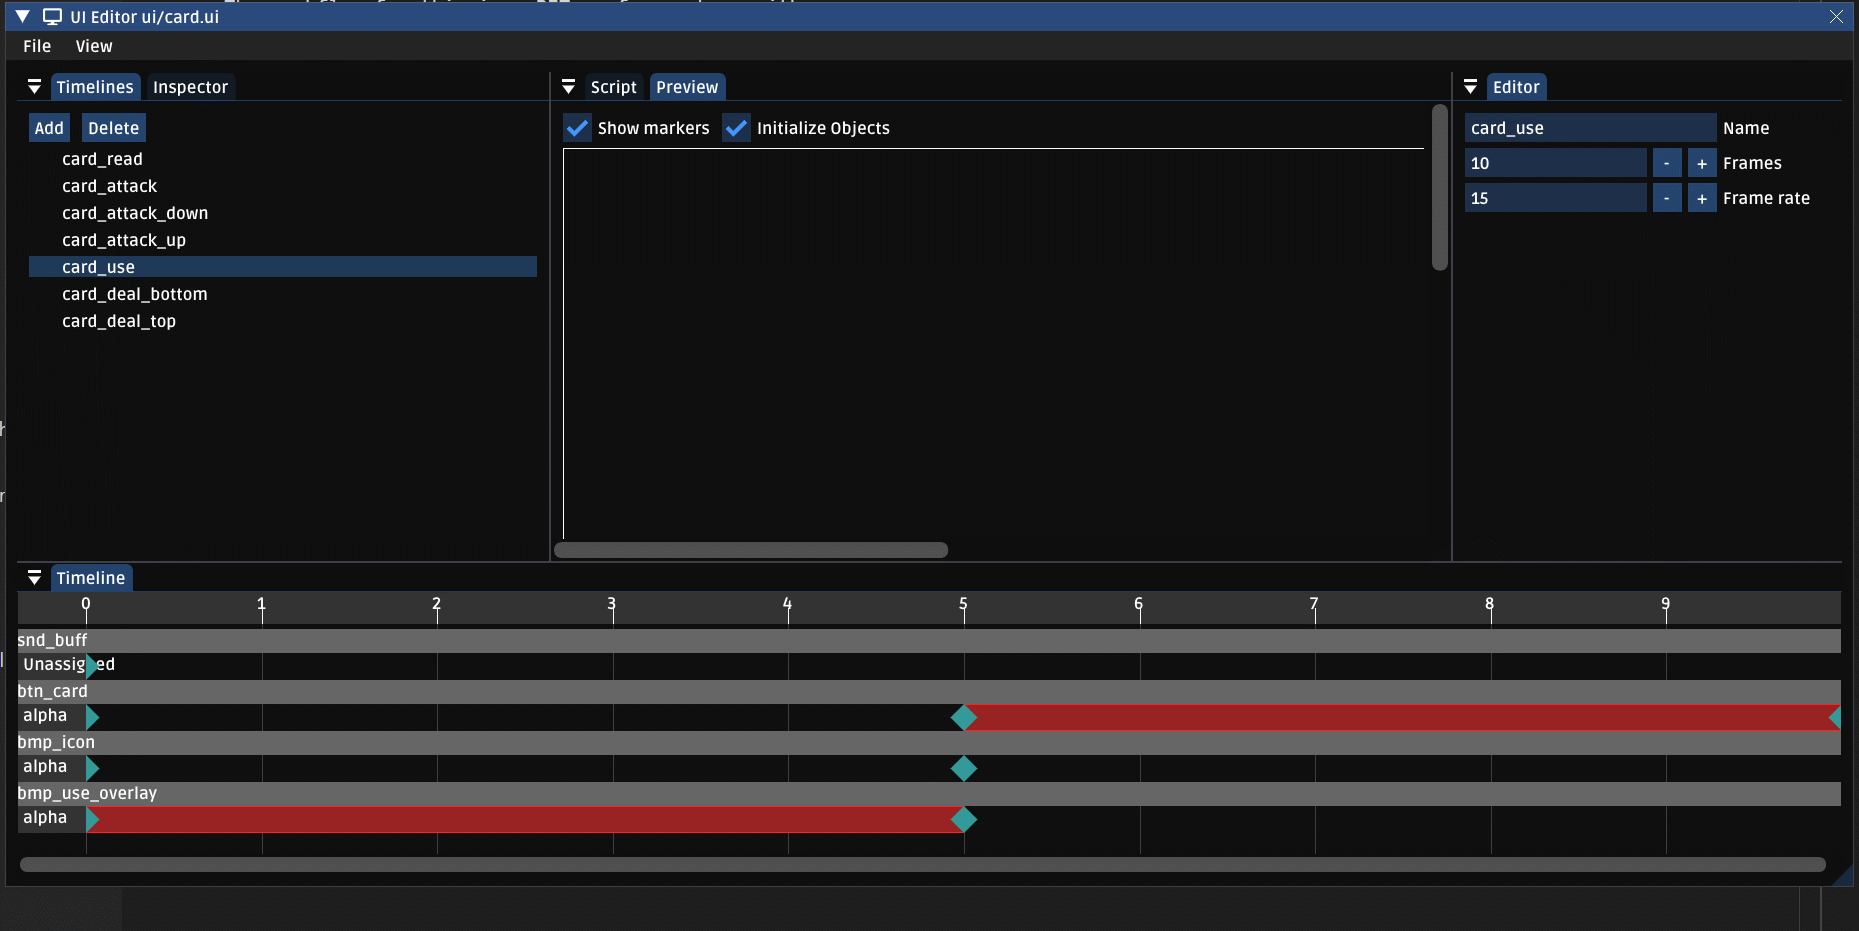 UI Editor ui/card.ui
File View
Timelines Inspector
Add Delete
card_read
card_attack
card_attack_down
card_attack_up
card_use
card_deal_bottom
card_deal_top
Script Preview
Show markers Initialize Objects
Editor
card_use Name
10 - + Frames
15 - + Frame rate
Timeline
0 1 2 3 4 5 6 7 8 9
snd_buff
btn_card
alpha
bmp_icon
alpha
bmp_use_overlay
alpha